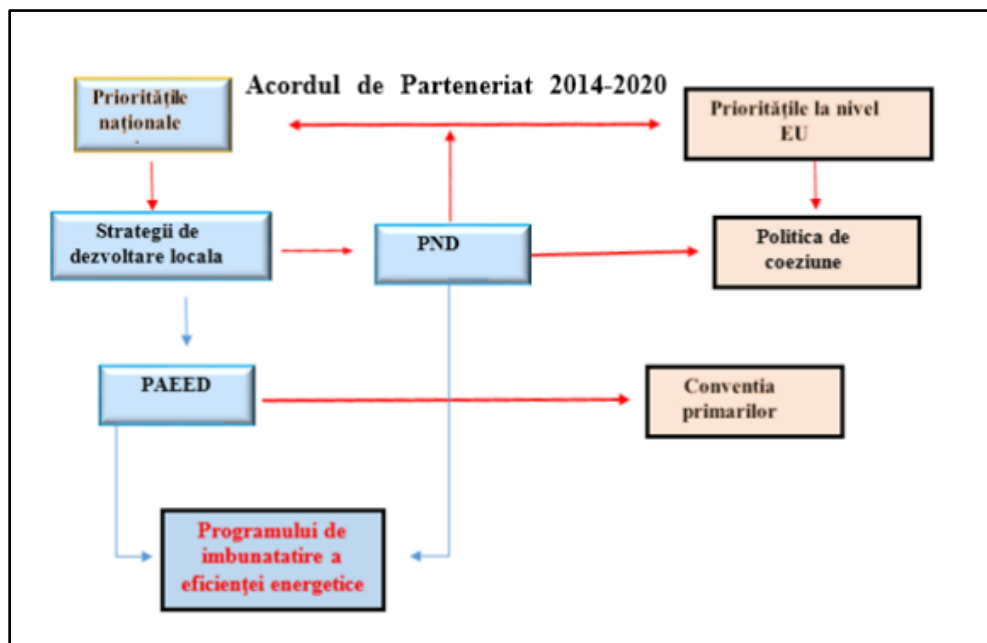 Acordul de Parteneriat 2014-2020
Prioritățile
naționale
Prioritățile la nivel
EU
Strategii de
dezvoltare locala
PND
Politica de
coeziune
PAEED
Conventia
primarilor
Programului de
imbunatatire a
eficienței energetice